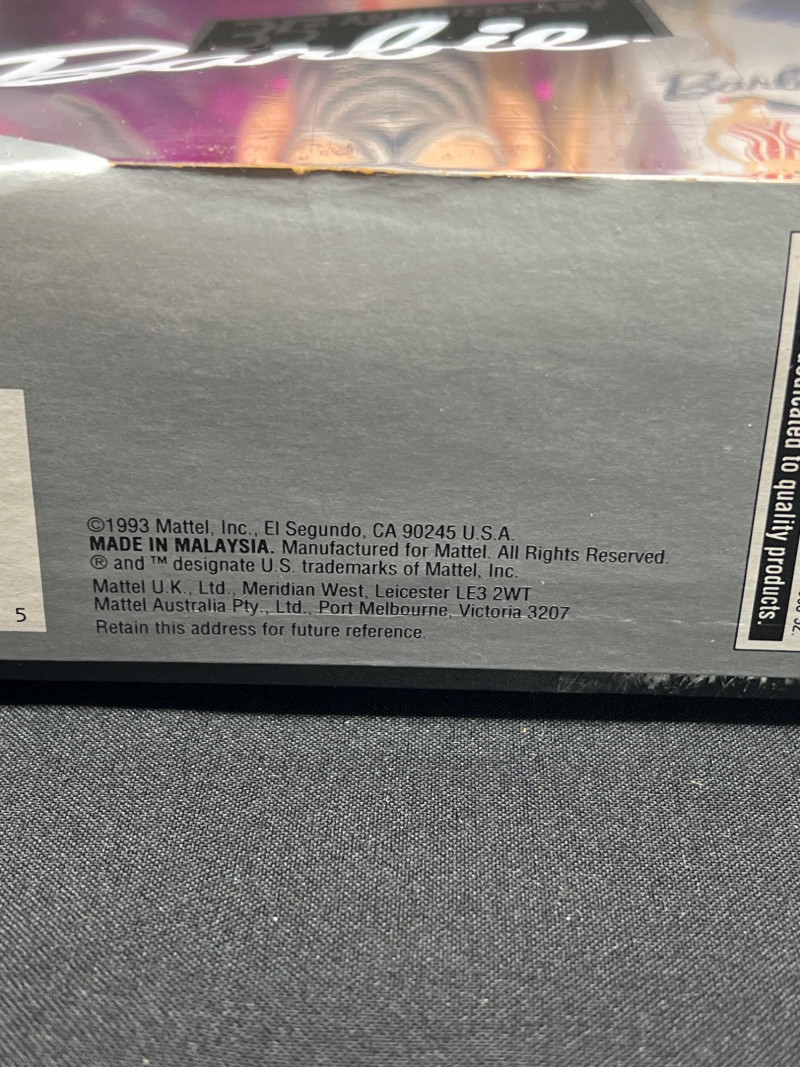 35TH ANNIVERSARY
Barbie
©1993 Mattel, Inc., El Segundo, CA 90245 U.S.A.
MADE IN MALAYSIA. Manufactured for Mattel. All Rights Reserved.
® and ™ designate U.S. trademarks of Mattel, Inc.
Mattel U.K., Ltd., Meridian West, Leicester LE3 2WT
Mattel Australia Pty., Ltd., Port Melbourne, Victoria 3207
Retain this address for future reference.
5
to quality products.